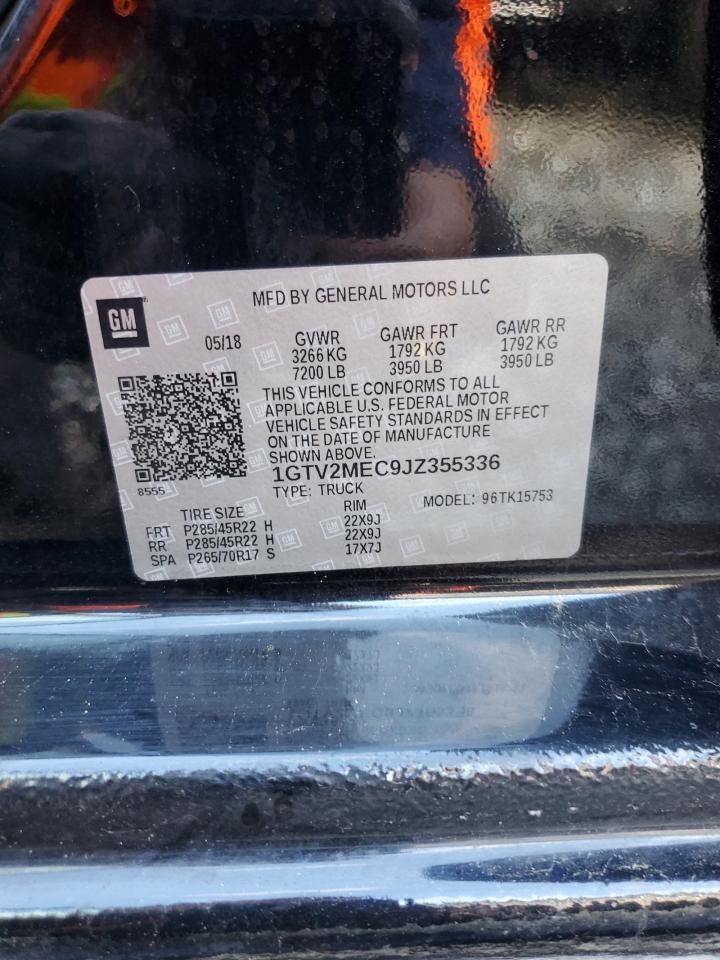 MFD BY GENERAL MOTORS LLC
GM
05/18
GVWR GAWR FRT GAWR RR
3266 KG 1792 KG 1792 KG
7200 LB 3950 LB 3950 LB
THIS VEHICLE CONFORMS TO ALL
APPLICABLE U.S. FEDERAL MOTOR
VEHICLE SAFETY STANDARDS IN EFFECT
ON THE DATE OF MANUFACTURE
SHOWN ABOVE.
8555
1GTV2MEC9JZ355336
TYPE: TRUCK MODEL: 96TK15753
TIRE SIZE RIM
FRT P285/45R22 H 22X9J
RR P285/45R22 H 22X9J
SPA P265/70R17 S 17X7J